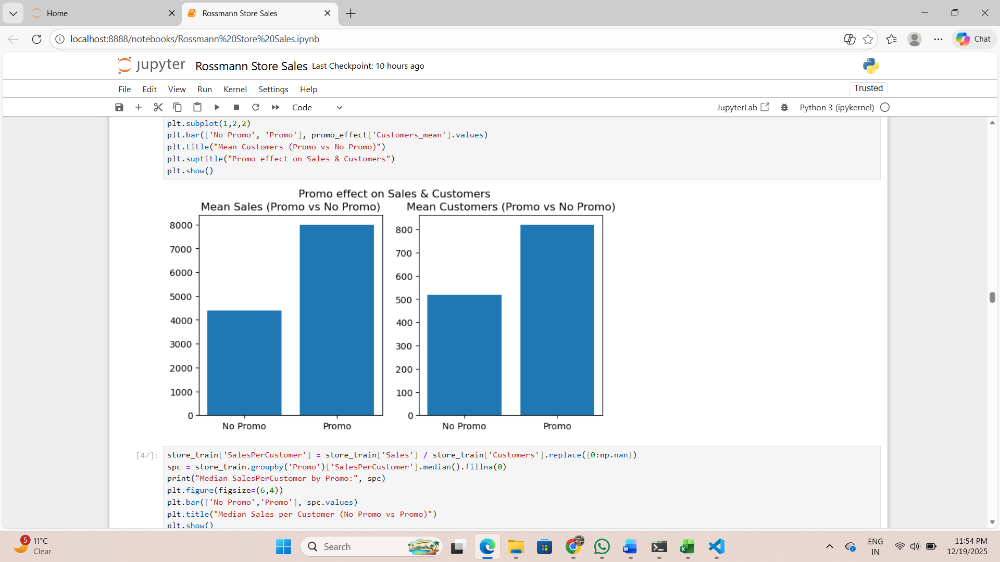 Home
Rossmann Store Sales
localhost:8888/notebooks/Rossmann%20Store%20Sales.ipynb
Chat
jupyter Rossmann Store Sales Last Checkpoint: 10 hours ago
File Edit View Run Kernel Settings Help
Trusted
Code
JupyterLab
Python 3 (ipykernel)
plt.subplot(1,2,2)
plt.bar(['No Promo', 'Promo'], promo_effect['Customers_mean'].values)
plt.title("Mean Customers (Promo vs No Promo)")
plt.suptitle("Promo effect on Sales & Customers")
plt.show()
Promo effect on Sales & Customers
Mean Sales (Promo vs No Promo)
8000
7000
6000
5000
4000
3000
2000
1000
0
No Promo Promo
Mean Customers (Promo vs No Promo)
800
700
600
500
400
300
200
100
0
No Promo Promo
[47]:
store_train['SalesPerCustomer'] = store_train['Sales'] / store_train['Customers'].replace({0:np.nan})
spc = store_train.groupby('Promo')['SalesPerCustomer'].median().fillna(0)
print("Median SalesPerCustomer by Promo:", spc)
plt.figure(figsize=(6,4))
plt.bar(['No Promo','Promo'], spc.values)
plt.title("Median Sales per Customer (No Promo vs Promo)")
plt.show()
5
11°C
Clear
Search
ENG
IN
11:54 PM
12/19/2025